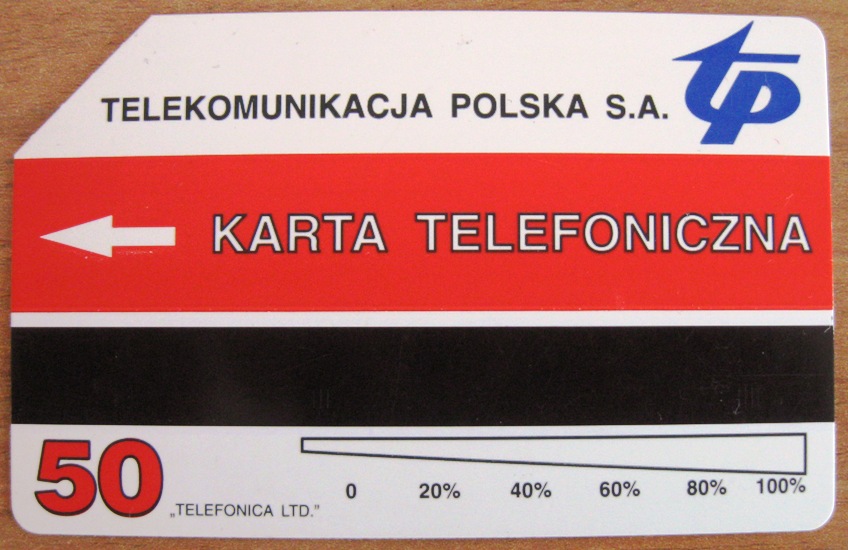 TELEKOMUNIKACJA POLSKA S.A.
tp
KARTA TELEFONICZNA
50
„TELEFONICA LTD.”
0 20% 40% 60% 80% 100%